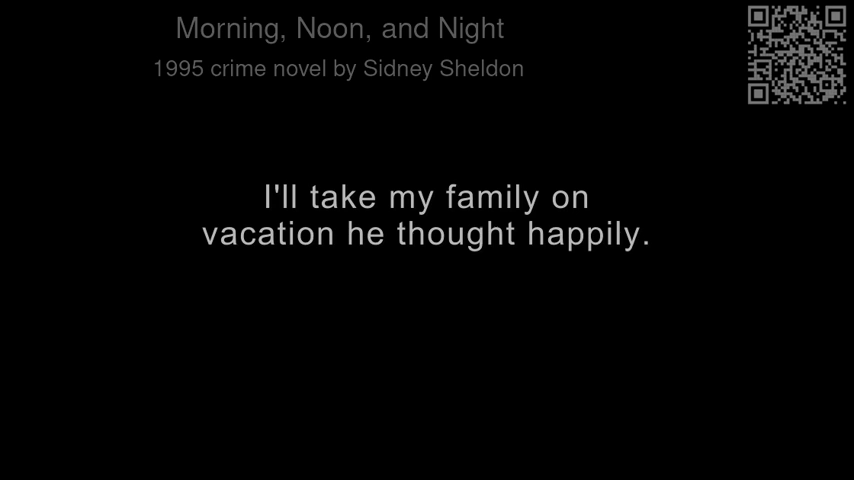 Morning, Noon, and Night
1995 crime novel by Sidney Sheldon
I'll take my family on
vacation he thought happily.